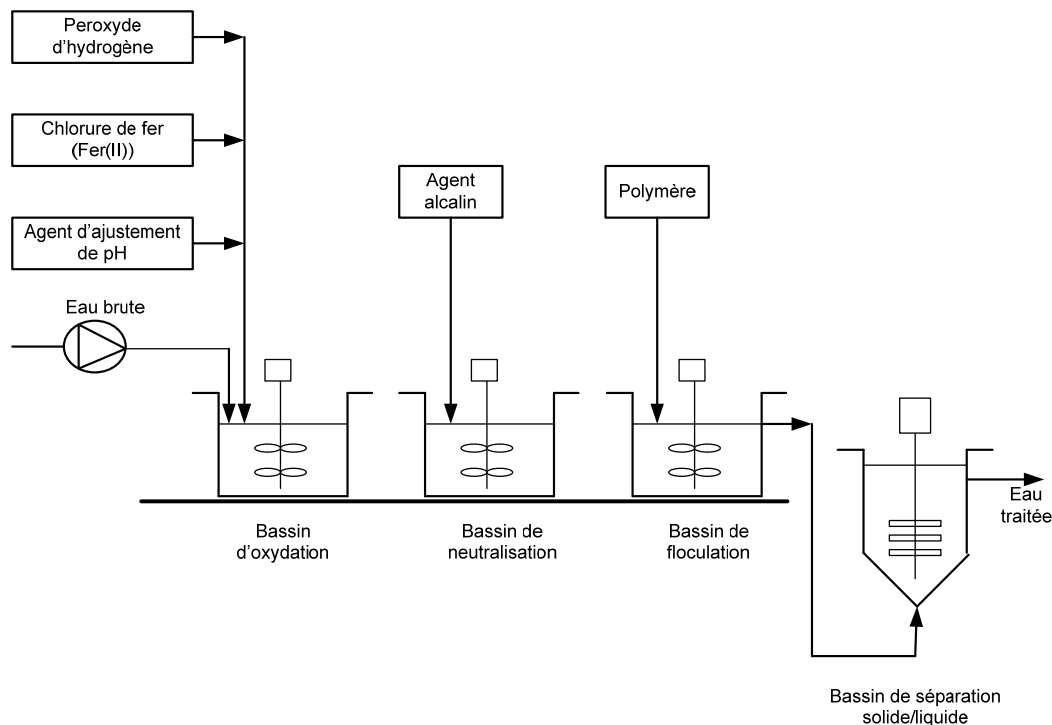 Peroxyde
d'hydrogène
Chlorure de fer
(Fer(II))
Agent d'ajustement
de pH
Eau brute
Agent
alcalin
Polymère
Bassin
d'oxydation
Bassin de
neutralisation
Bassin de
floculation
Eau
traitée
Bassin de séparation
solide/liquide